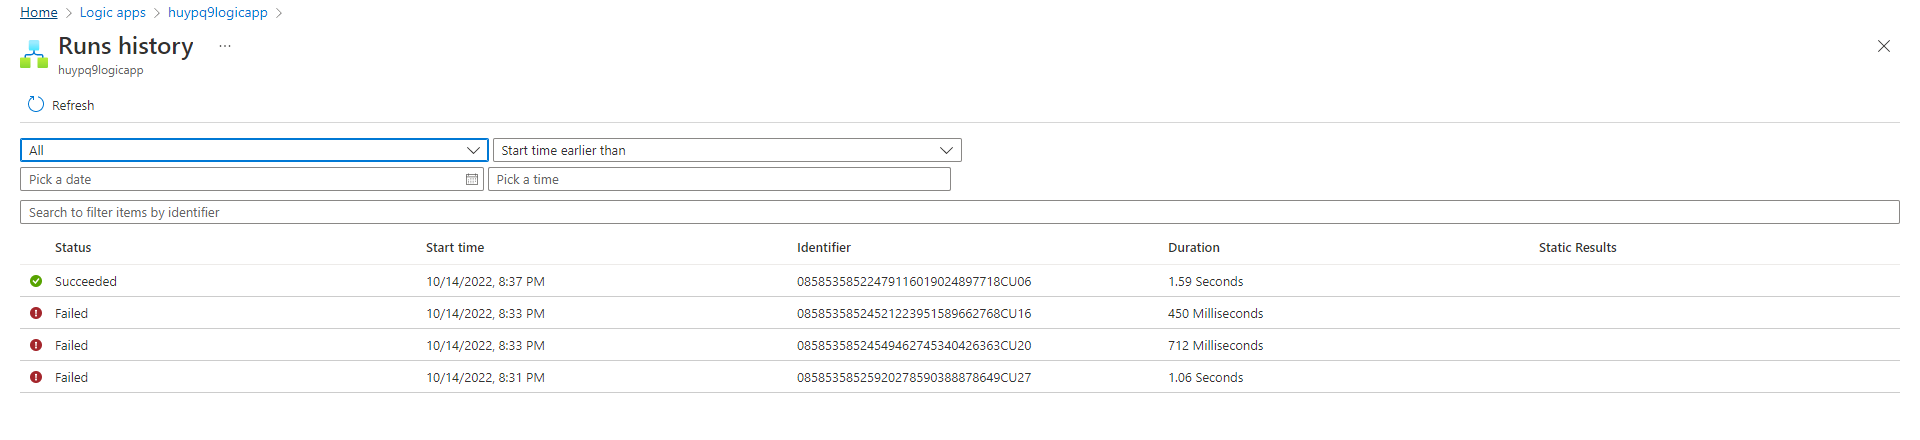 Home > Logic apps > huypq9logicapp >
Runs history ...
huypq9logicapp
Refresh
All Start time earlier than
Pick a date Pick a time
Search to filter items by identifier
Status Start time Identifier Duration Static Results
Succeeded 10/14/2022, 8:37 PM 08585358522479116019024897718CU06 1.59 Seconds
Failed 10/14/2022, 8:33 PM 08585358524521223951589662768CU16 450 Milliseconds
Failed 10/14/2022, 8:33 PM 08585358524549462745340426363CU20 712 Milliseconds
Failed 10/14/2022, 8:31 PM 08585358525920278590388878649CU27 1.06 Seconds